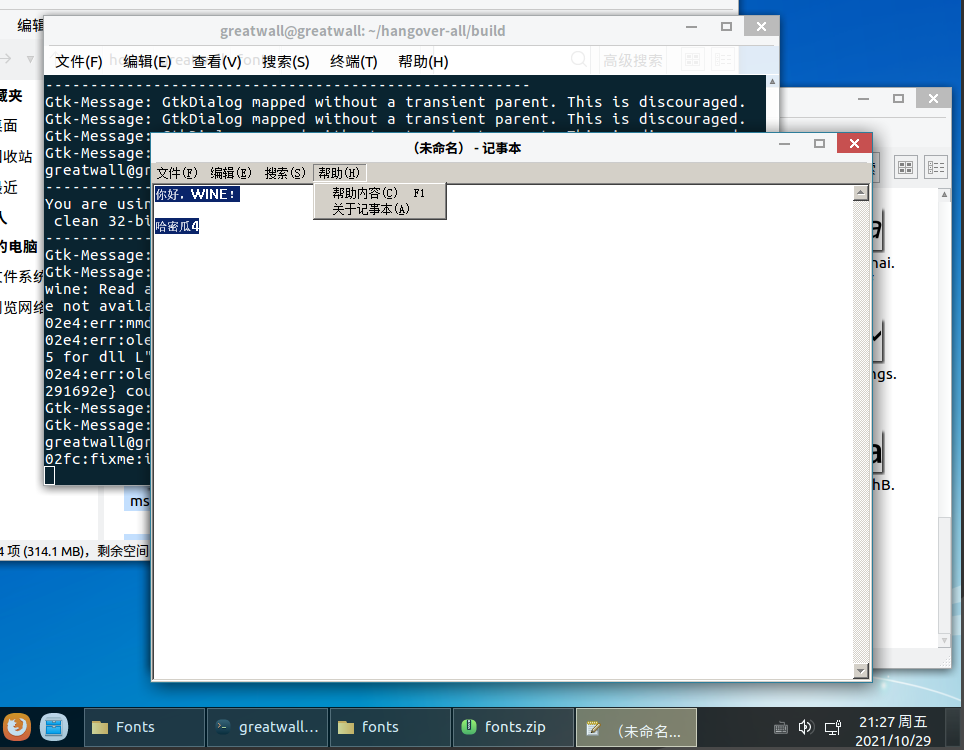 编辑
greatwall@greatwall: ~/hangover-all/build
文件(F) 编辑(E) 查看(V) 搜索(S) 终端(T) 帮助(H)
高级搜索
Gtk-Message: GtkDialog mapped without a transient parent. This is discouraged.
Gtk-Message: GtkDialog mapped without a transient parent. This is discouraged.
Gtk-Message:
Gtk-Message:
greatwall@gr
You are usin
clean 32-bi
Gtk-Message:
Gtk-Message:
wine: Read a
e not availa
02e4:err:mmd
02e4:err:ole
5 for dll L"
02e4:err:ole
291692e} cou
Gtk-Message:
Gtk-Message:
greatwall@gr
02fc:fixme:i
(未命名) - 记事本
文件(F) 编辑(E) 搜索(S) 帮助(H)
帮助内容(C) F1
关于记事本(A)
你好，WINE！
哈密瓜4
藏夹
桌面
回收站
最近
人
的电脑
文件系统
浏览网络
ms
4 项 (314.1 MB)，剩余空间
hai.
ngs.
hB.
Fonts
greatwall...
fonts
fonts.zip
(未命名...
21:27 周五
2021/10/29